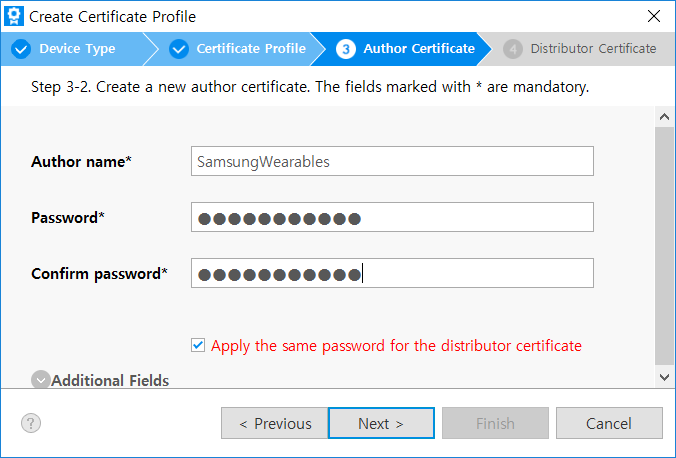 Create Certificate Profile
Device Type
Certificate Profile
3 Author Certificate
4 Distributor Certificate
Step 3-2. Create a new author certificate. The fields marked with * are mandatory.
Author name* SamsungWearables
Password* ●●●●●●●●●●●
Confirm password* ●●●●●●●●●●●
Apply the same password for the distributor certificate
Additional Fields
? < Previous Next > Finish Cancel